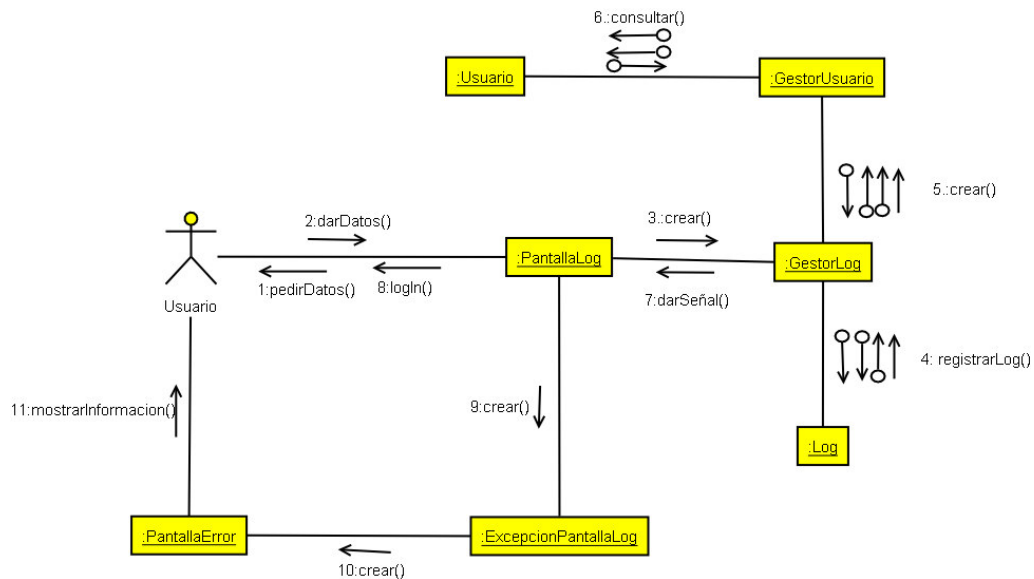 6.:consultar()
:Usuario
:GestorUsuario
5.:crear()
2:darDatos()
3.:crear()
:PantallaLog
:GestorLog
1:pedirDatos()
8:logIn()
7:darSeñal()
Usuario
4: registrarLog()
11:mostrarInformacion()
9:crear()
:Log
:PantallaError
:ExcepcionPantallaLog
10:crear()